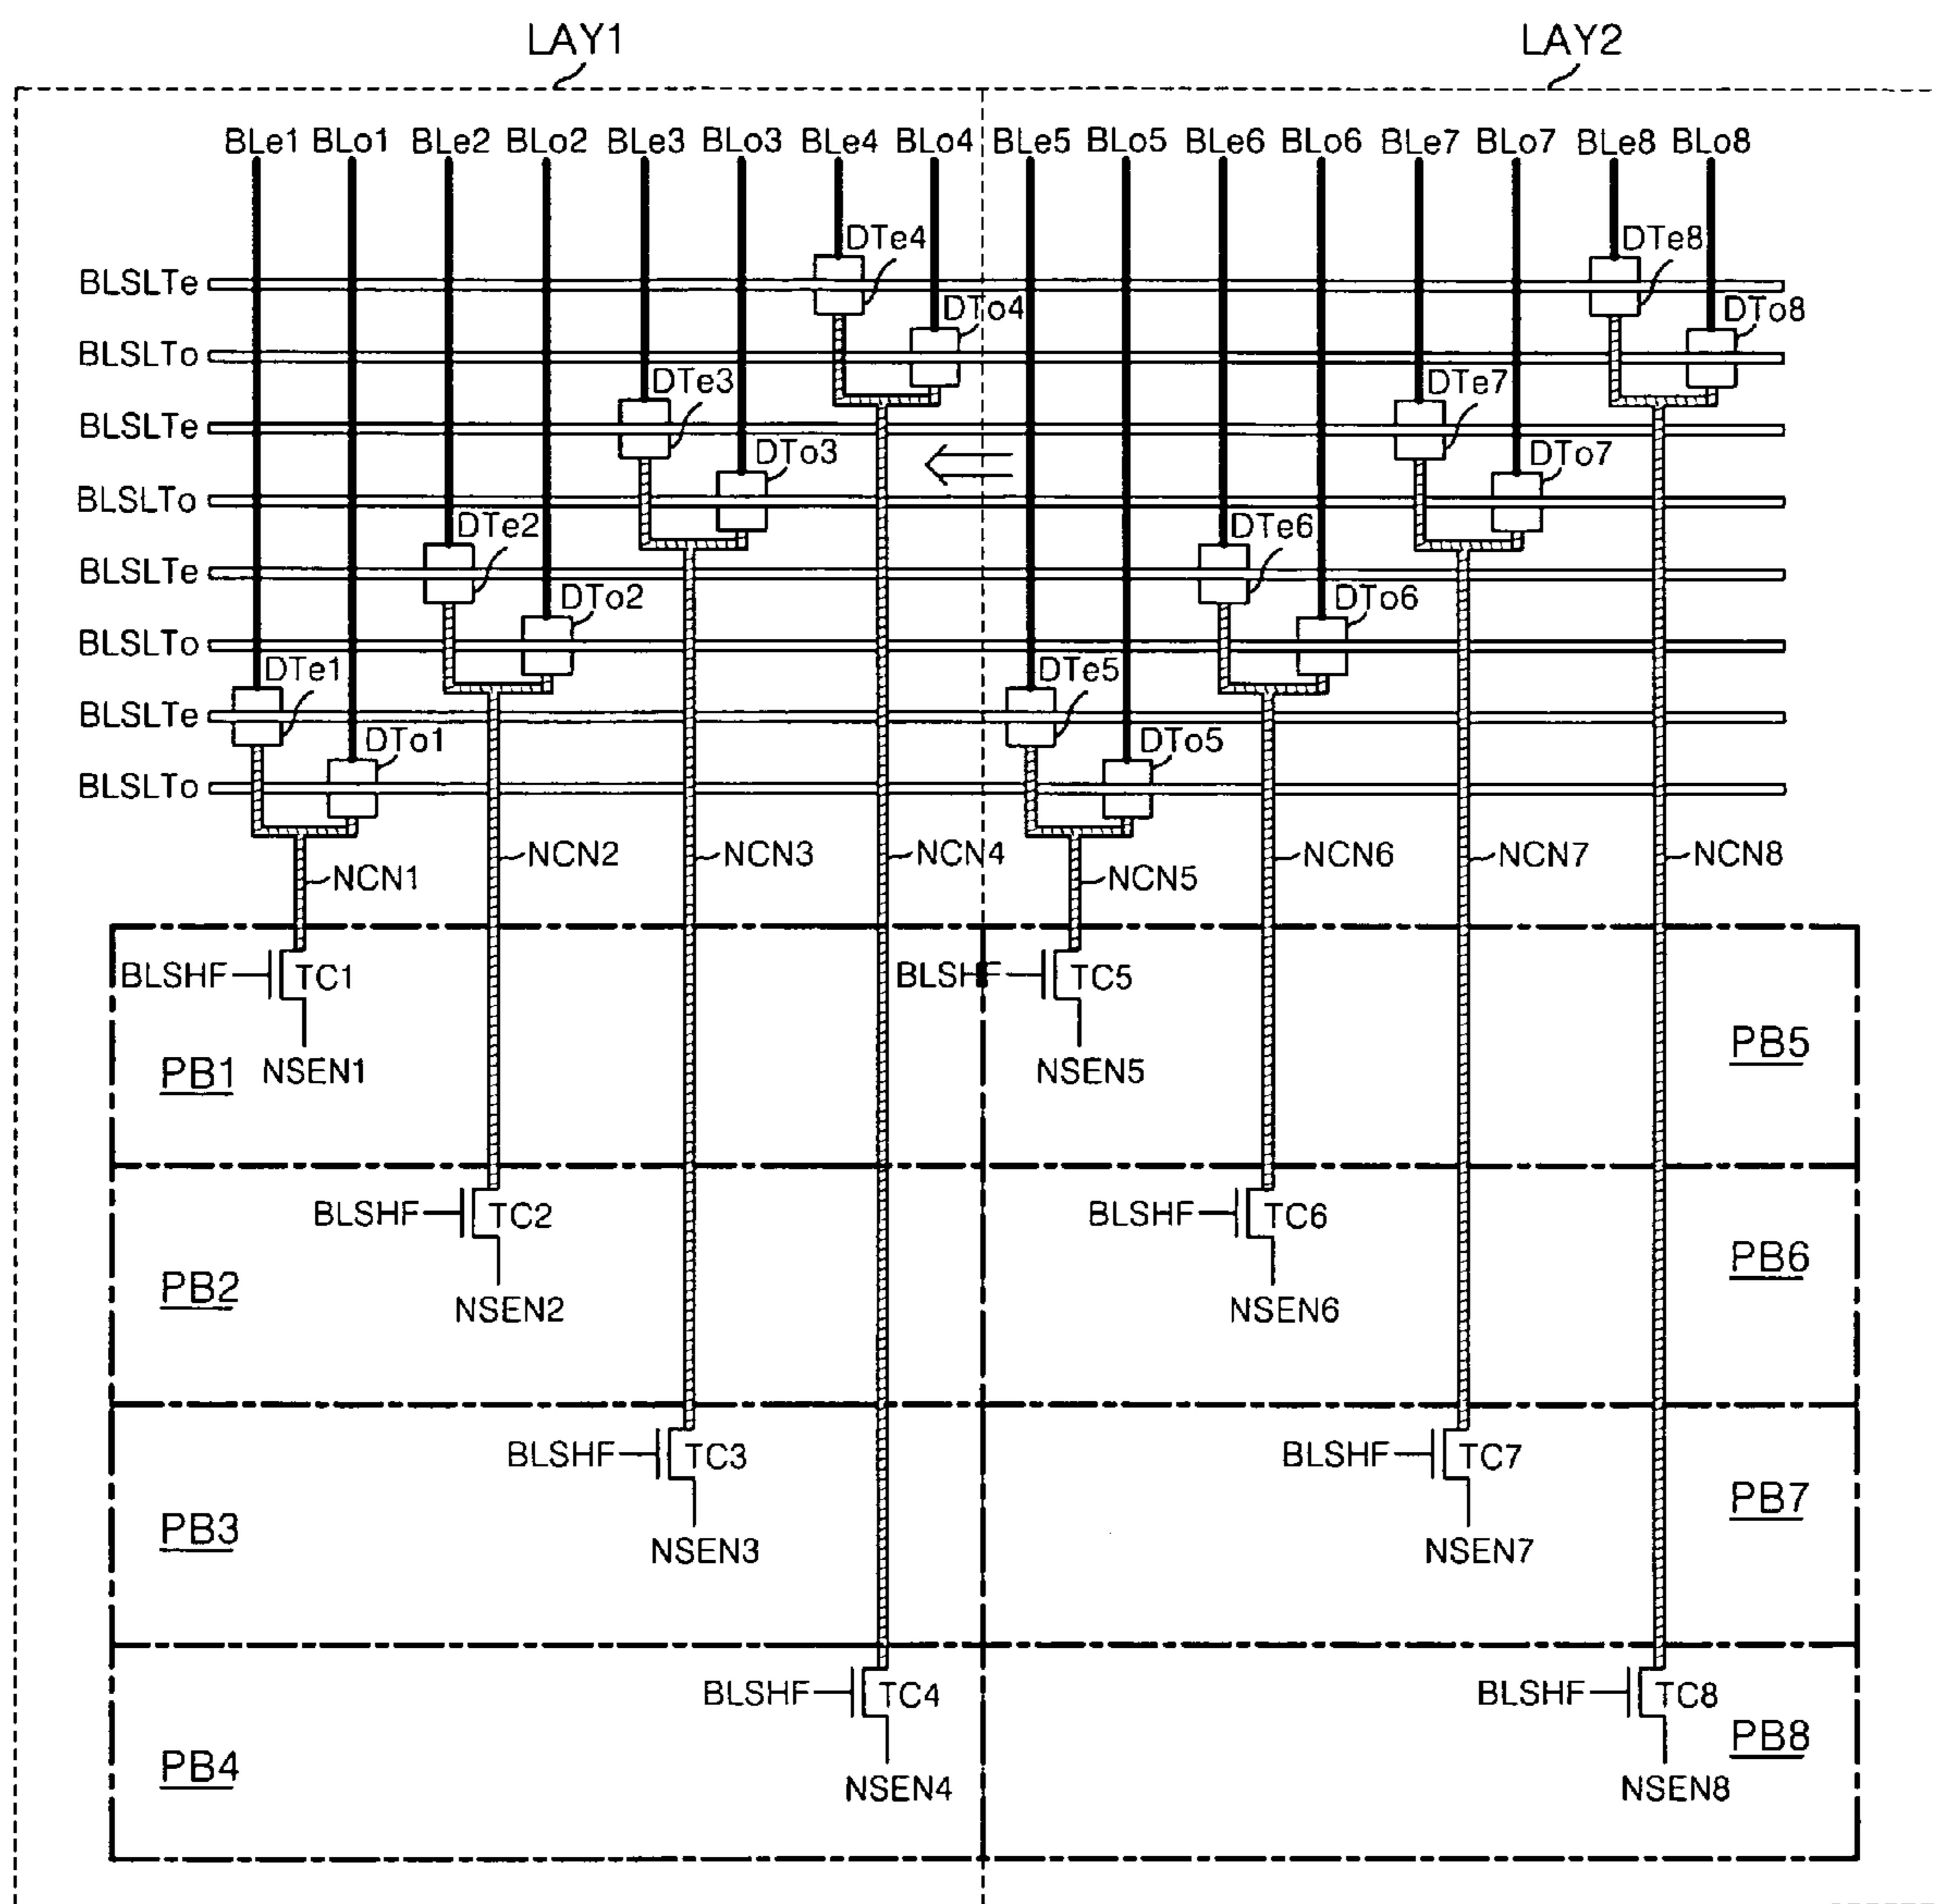 LAY1 LAY2
BLe1 BLo1 BLe2 BLo2 BLe3 BLo3 BLe4 BLo4 BLe5 BLo5 BLe6 BLo6 BLe7 BLo7 BLe8 BLo8
DTe4 DTe8
BLSLTe
DTo4 DTo8
BLSLTo
DTe3 DTe7
BLSLTe
DTo3 DTo7
BLSLTo
DTe2 DTe6
BLSLTe
DTo2 DTo6
BLSLTo
DTe1 DTe5
BLSLTe
DTo1 DTo5
BLSLTo
NCN2 NCN3 NCN4 NCN6 NCN7 NCN8
NCN1 NCN5
BLSHF TC1 BLSHF TC5
PB5
PB1 NSEN1 NSEN5
BLSHF TC2 BLSHF TC6
PB6
PB2
NSEN2 NSEN6
BLSHF TC3 BLSHF TC7
PB7
PB3
NSEN3 NSEN7
BLSHF TC4 BLSHF TC8
PB8
PB4
NSEN4 NSEN8